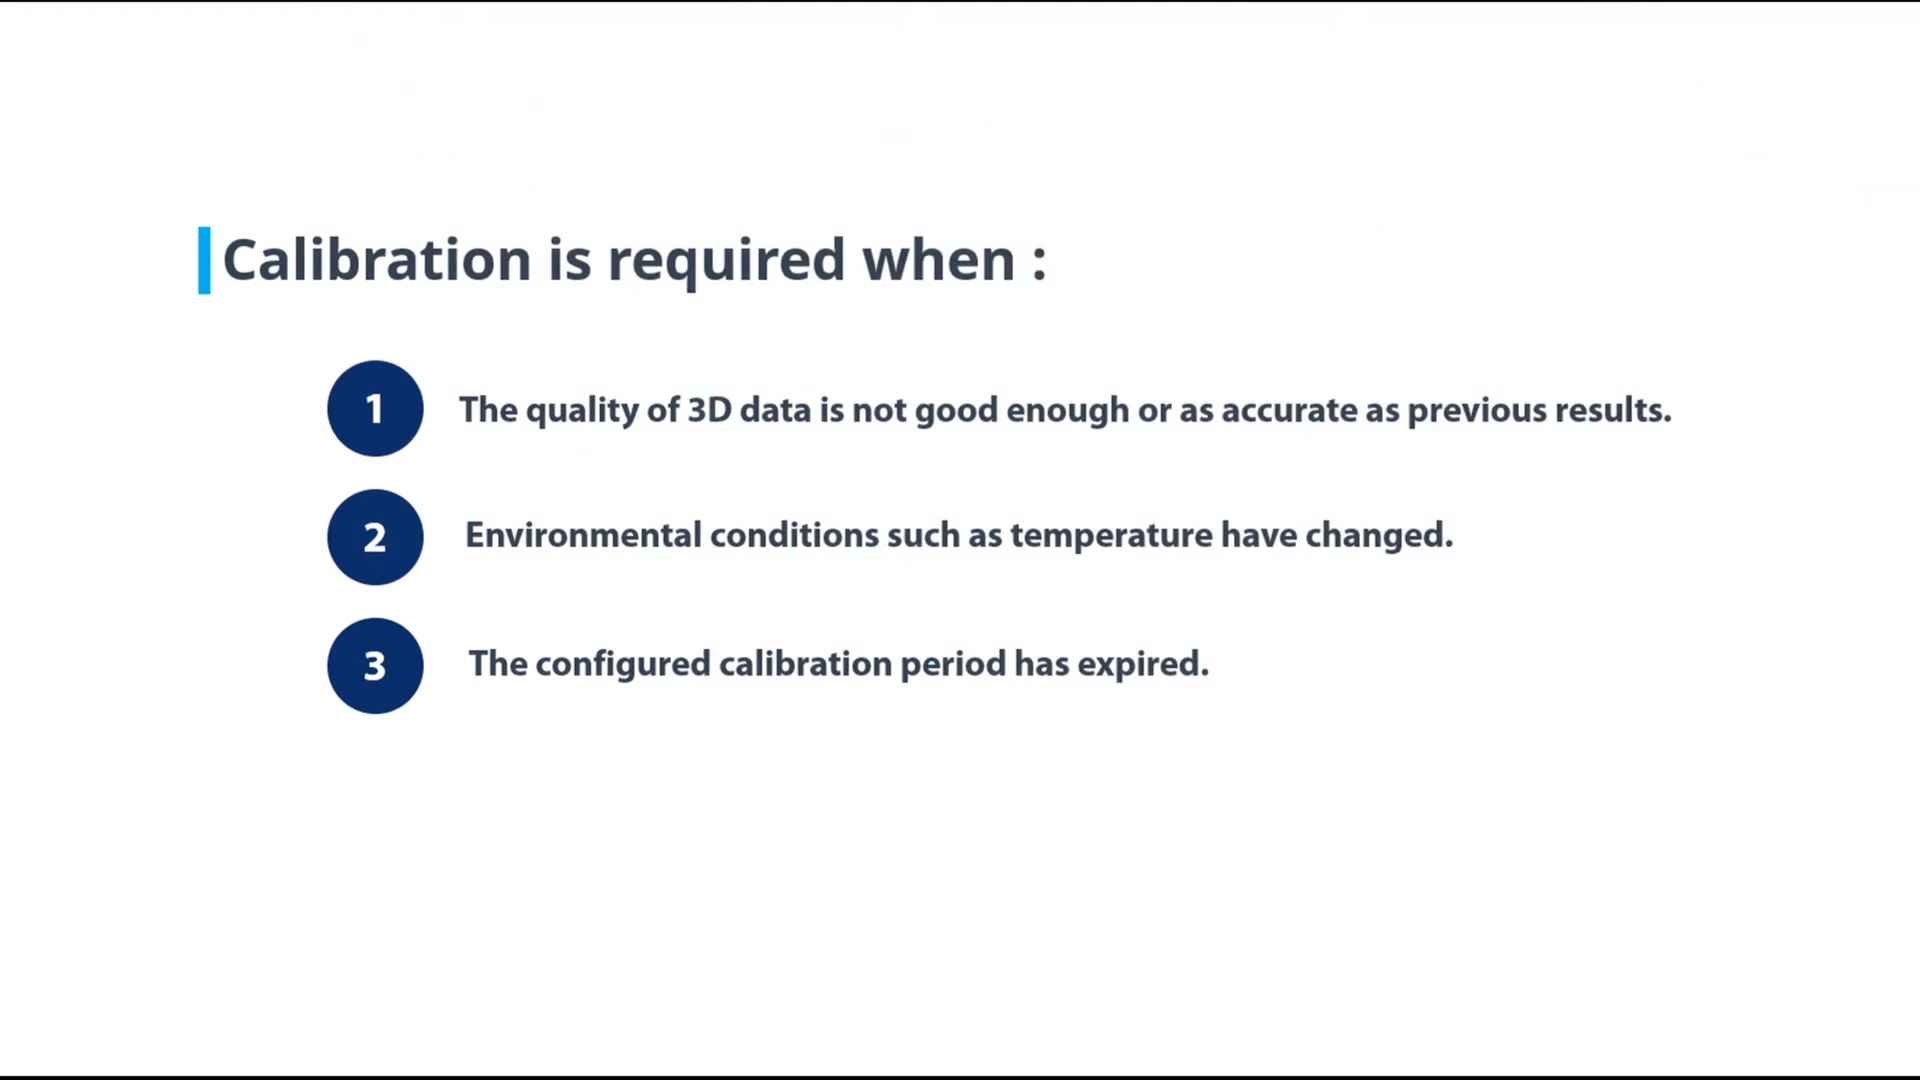 Calibration is required when :
1 The quality of 3D data is not good enough or as accurate as previous results.
2 Environmental conditions such as temperature have changed.
3 The configured calibration period has expired.